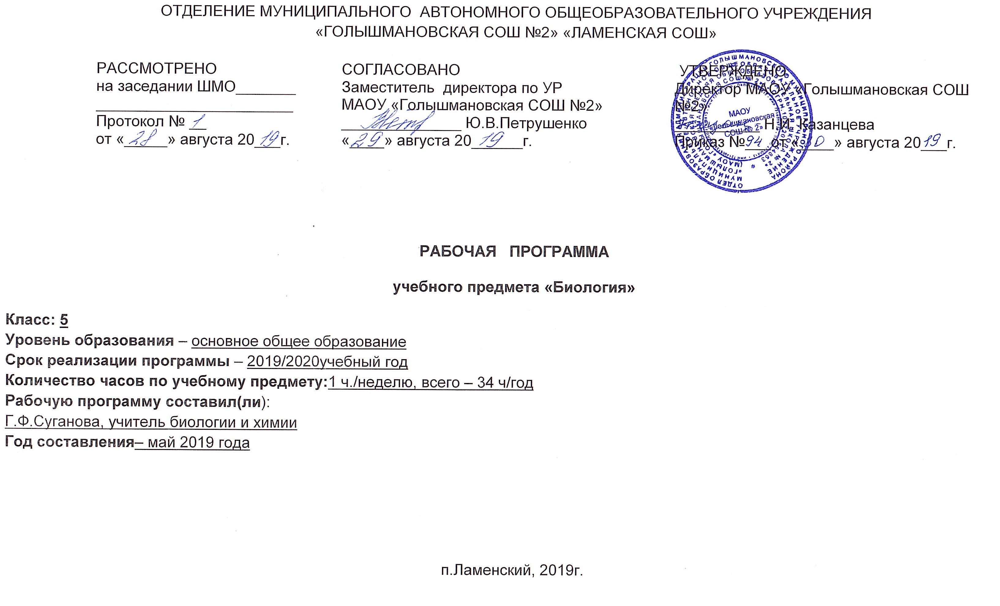 ОТДЕЛЕНИЕ МУНИЦИПАЛЬНОГО АВТОНОМНОГО ОБЩЕОБРАЗОВАТЕЛЬНОГО УЧРЕЖДЕНИЯ
«ГОЛЫШМАНОВСКАЯ СОШ №2» «ЛАМЕНСКАЯ СОШ»
РАССМОТРЕНО
на заседании ШМО_______
_______________________
Протокол № 1
от «28» августа 2019г.
СОГЛАСОВАНО
Заместитель директора по УР
МАОУ «Голышмановская СОШ №2»
______________ Ю.В.Петрушенко
«29» августа 2019г.
УТВЕРЖДЕНО
Директор МАОУ «Голышмановская СОШ
№2»
Н.И. Казанцева
Приказ №94 от «30» августа 2019г.
МАОУ
«Голышмановская
СОШ № 2»
РАБОЧАЯ ПРОГРАММА
учебного предмета «Биология»
Класс: 5
Уровень образования – основное общее образование
Срок реализации программы – 2019/2020учебный год
Количество часов по учебному предмету:1 ч./неделю, всего – 34 ч/год
Рабочую программу составил(ли):
Г.Ф.Суганова, учитель биологии и химии
Год составления– май 2019 года
п.Ламенский, 2019г.